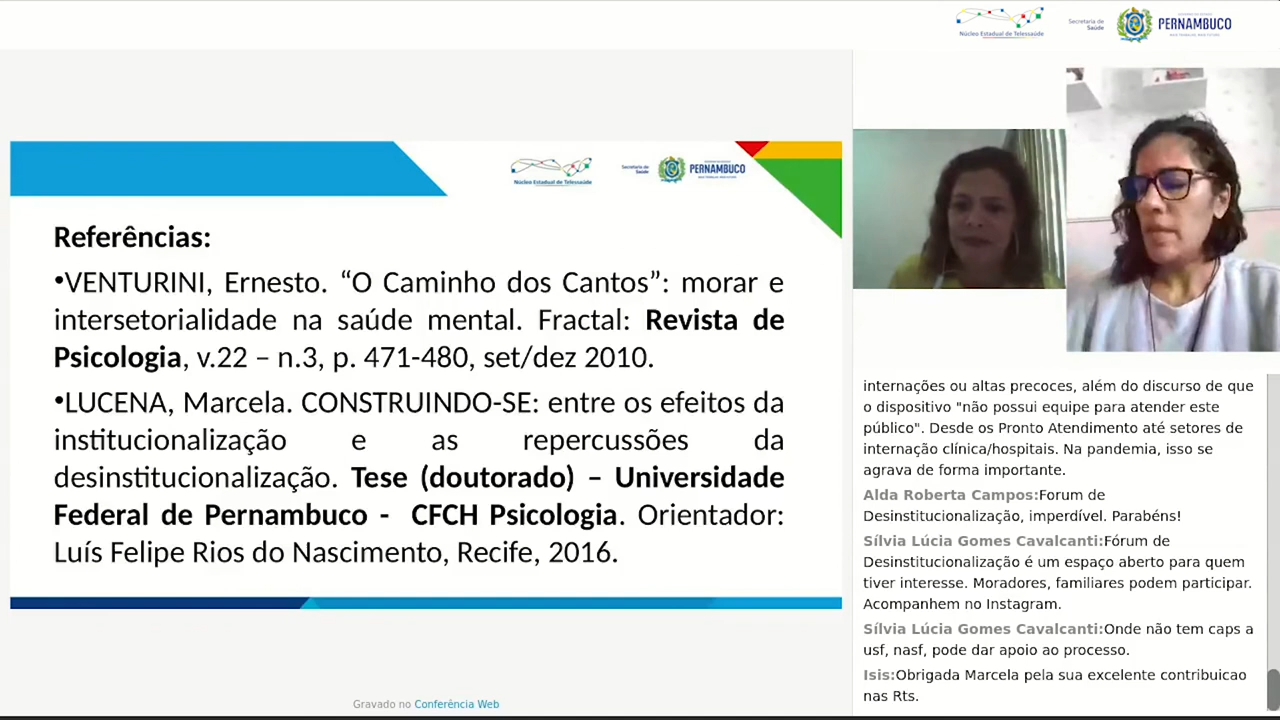 Núcleo Estadual de Telessaúde
Secretaria de
Saúde
PERNAMBUCO
Núcleo Estadual de Telessaúde
Secretaria de
Saúde
PERNAMBUCO
Referências:
•VENTURINI, Ernesto. “O Caminho dos Cantos”: morar e
intersetorialidade na saúde mental. Fractal: Revista de
Psicologia, v.22 – n.3, p. 471-480, set/dez 2010.
•LUCENA, Marcela. CONSTRUINDO-SE: entre os efeitos da
institucionalização e as repercussões da
desinstitucionalização. Tese (doutorado) – Universidade
Federal de Pernambuco - CFCH Psicologia. Orientador:
Luís Felipe Rios do Nascimento, Recife, 2016.
internações ou altas precoces, além do discurso de que
o dispositivo "não possui equipe para atender este
público". Desde os Pronto Atendimento até setores de
internação clínica/hospitais. Na pandemia, isso se
agrava de forma importante.
Alda Roberta Campos:Forum de
Desinstitucionalização, imperdível. Parabéns!
Sílvia Lúcia Gomes Cavalcanti:Fórum de
Desinstitucionalização é um espaço aberto para quem
tiver interesse. Moradores, familiares podem participar.
Acompanhem no Instagram.
Sílvia Lúcia Gomes Cavalcanti:Onde não tem caps a
usf, nasf, pode dar apoio ao processo.
Isis:Obrigada Marcela pela sua excelente contribuicao
nas Rts.
Gravado no Conferência Web